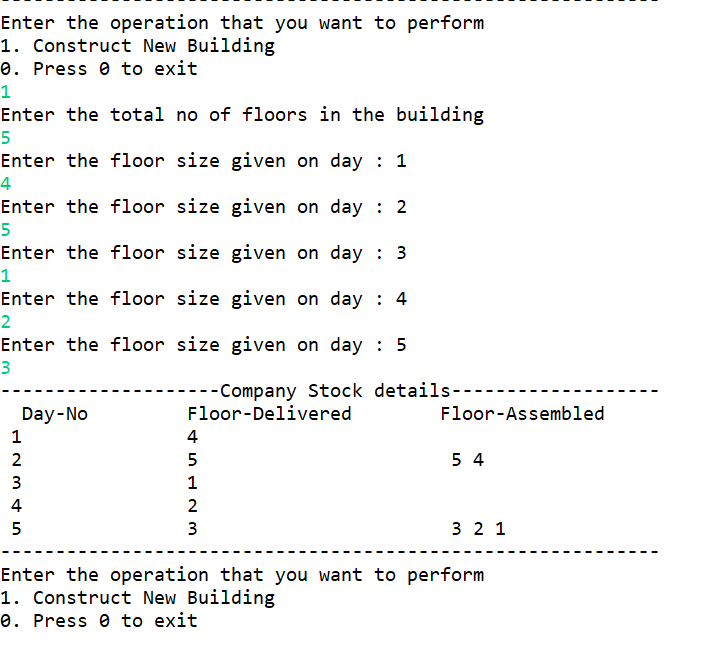 ------------------------------------------------------------
Enter the operation that you want to perform
1. Construct New Building
0. Press 0 to exit
1
Enter the total no of floors in the building
5
Enter the floor size given on day : 1
4
Enter the floor size given on day : 2
5
Enter the floor size given on day : 3
1
Enter the floor size given on day : 4
2
Enter the floor size given on day : 5
3
--------------------Company Stock details-------------------
  Day-No         Floor-Delivered        Floor-Assembled
 1               4
 2               5                       5 4
 3               1
 4               2
 5               3                       3 2 1
------------------------------------------------------------
Enter the operation that you want to perform
1. Construct New Building
0. Press 0 to exit